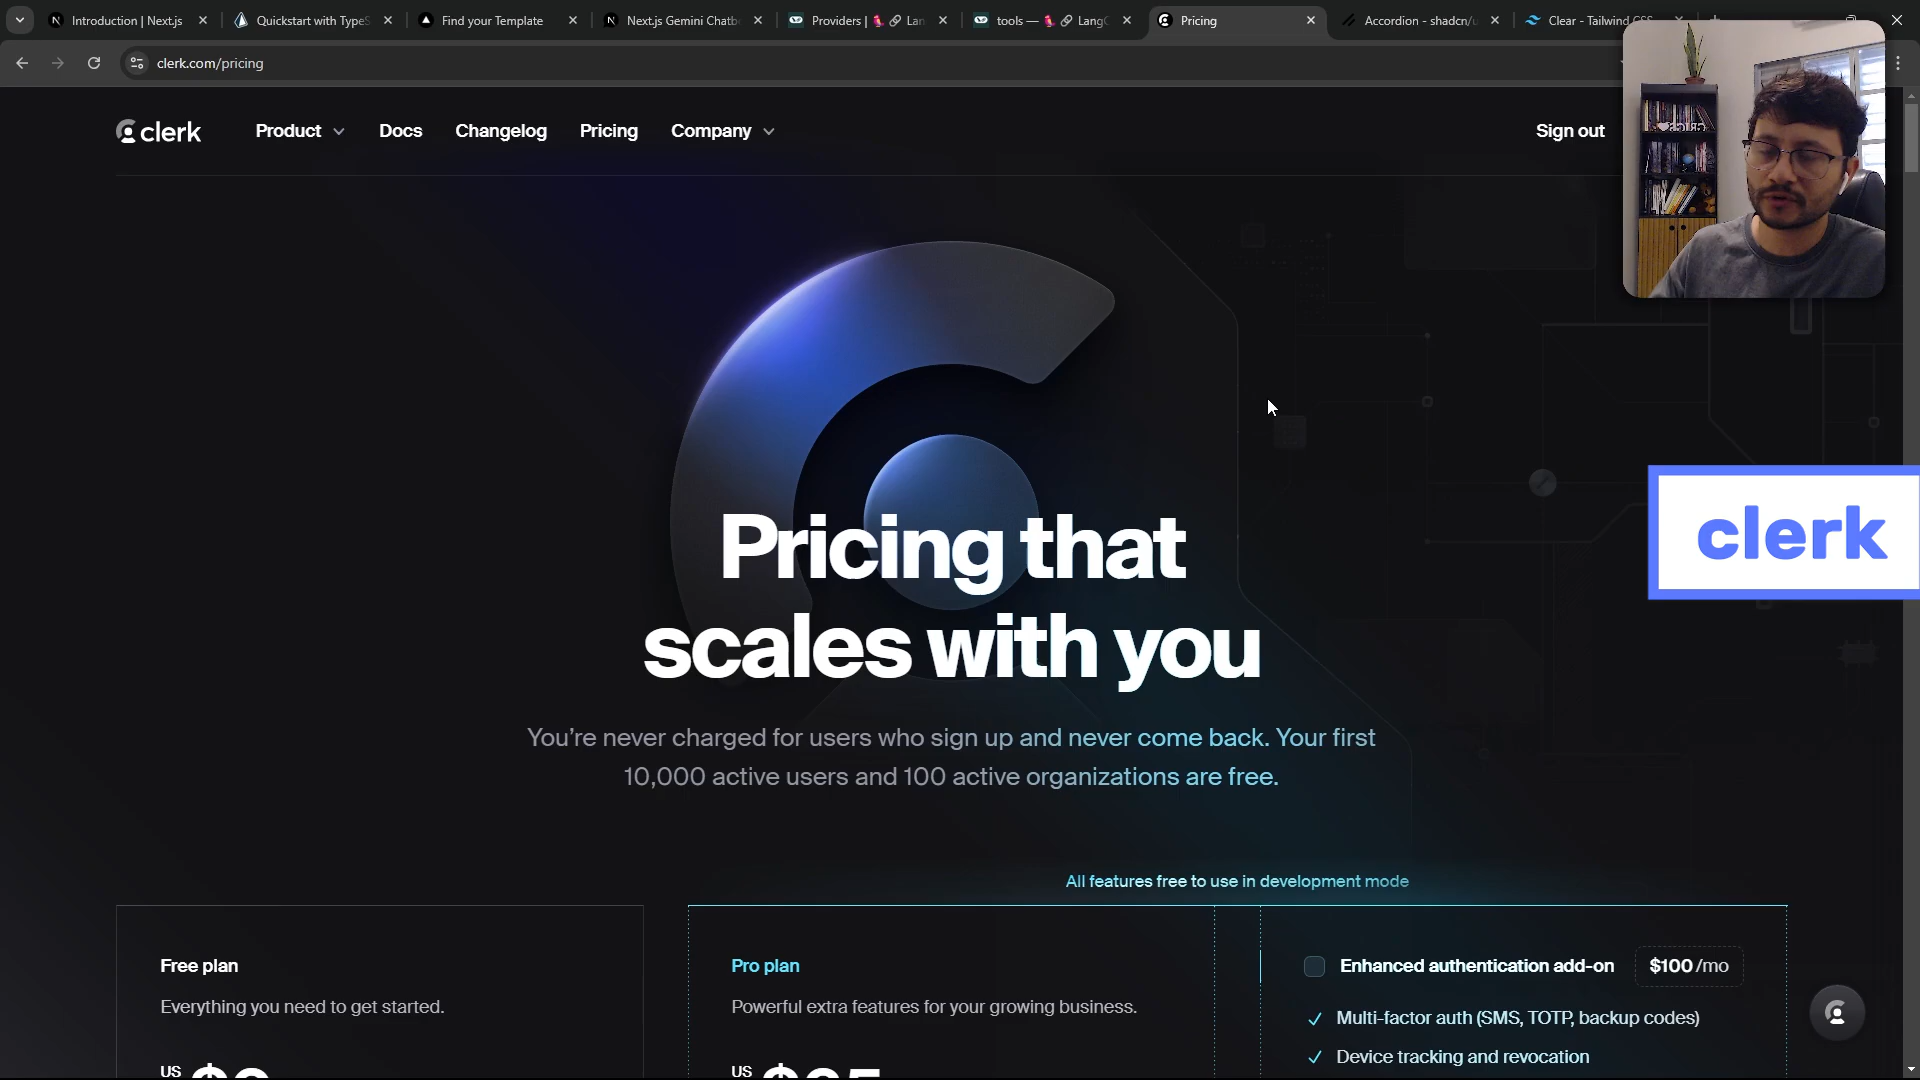 Introduction | Next.js
Quickstart with TypeS
Find your Template
Next.js Gemini Chatb
Providers | Lan
tools — LangC
Pricing
Accordion - shadcn/u
Clear - Tailwind CSS
clerk.com/pricing
clerk
Product
Docs
Changelog
Pricing
Company
Sign out
clerk
Pricing that
scales with you
You're never charged for users who sign up and never come back. Your first
10,000 active users and 100 active organizations are free.
All features free to use in development mode
Free plan
Everything you need to get started.
US
Pro plan
Powerful extra features for your growing business.
US
Enhanced authentication add-on
$100/mo
Multi-factor auth (SMS, TOTP, backup codes)
Device tracking and revocation